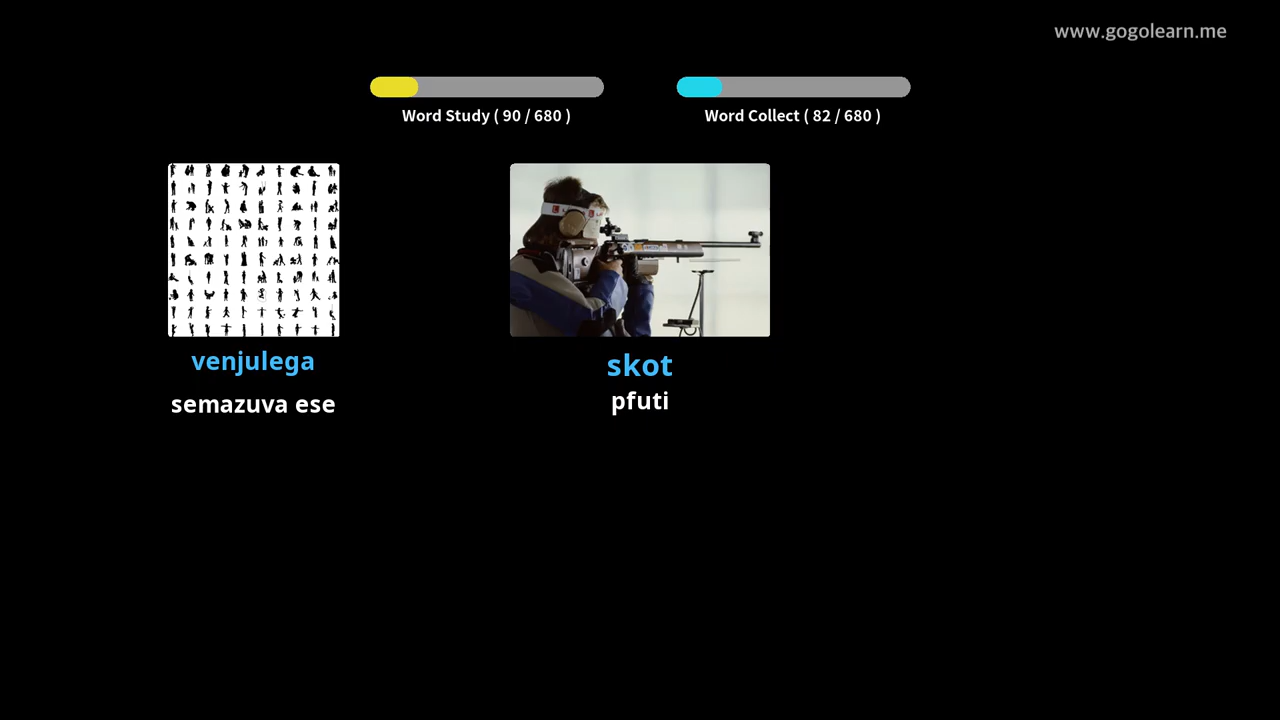 www.gogolearn.me
Word Study ( 90 / 680 )
Word Collect ( 82 / 680 )
venjulega
semazuva ese
skot
pfuti